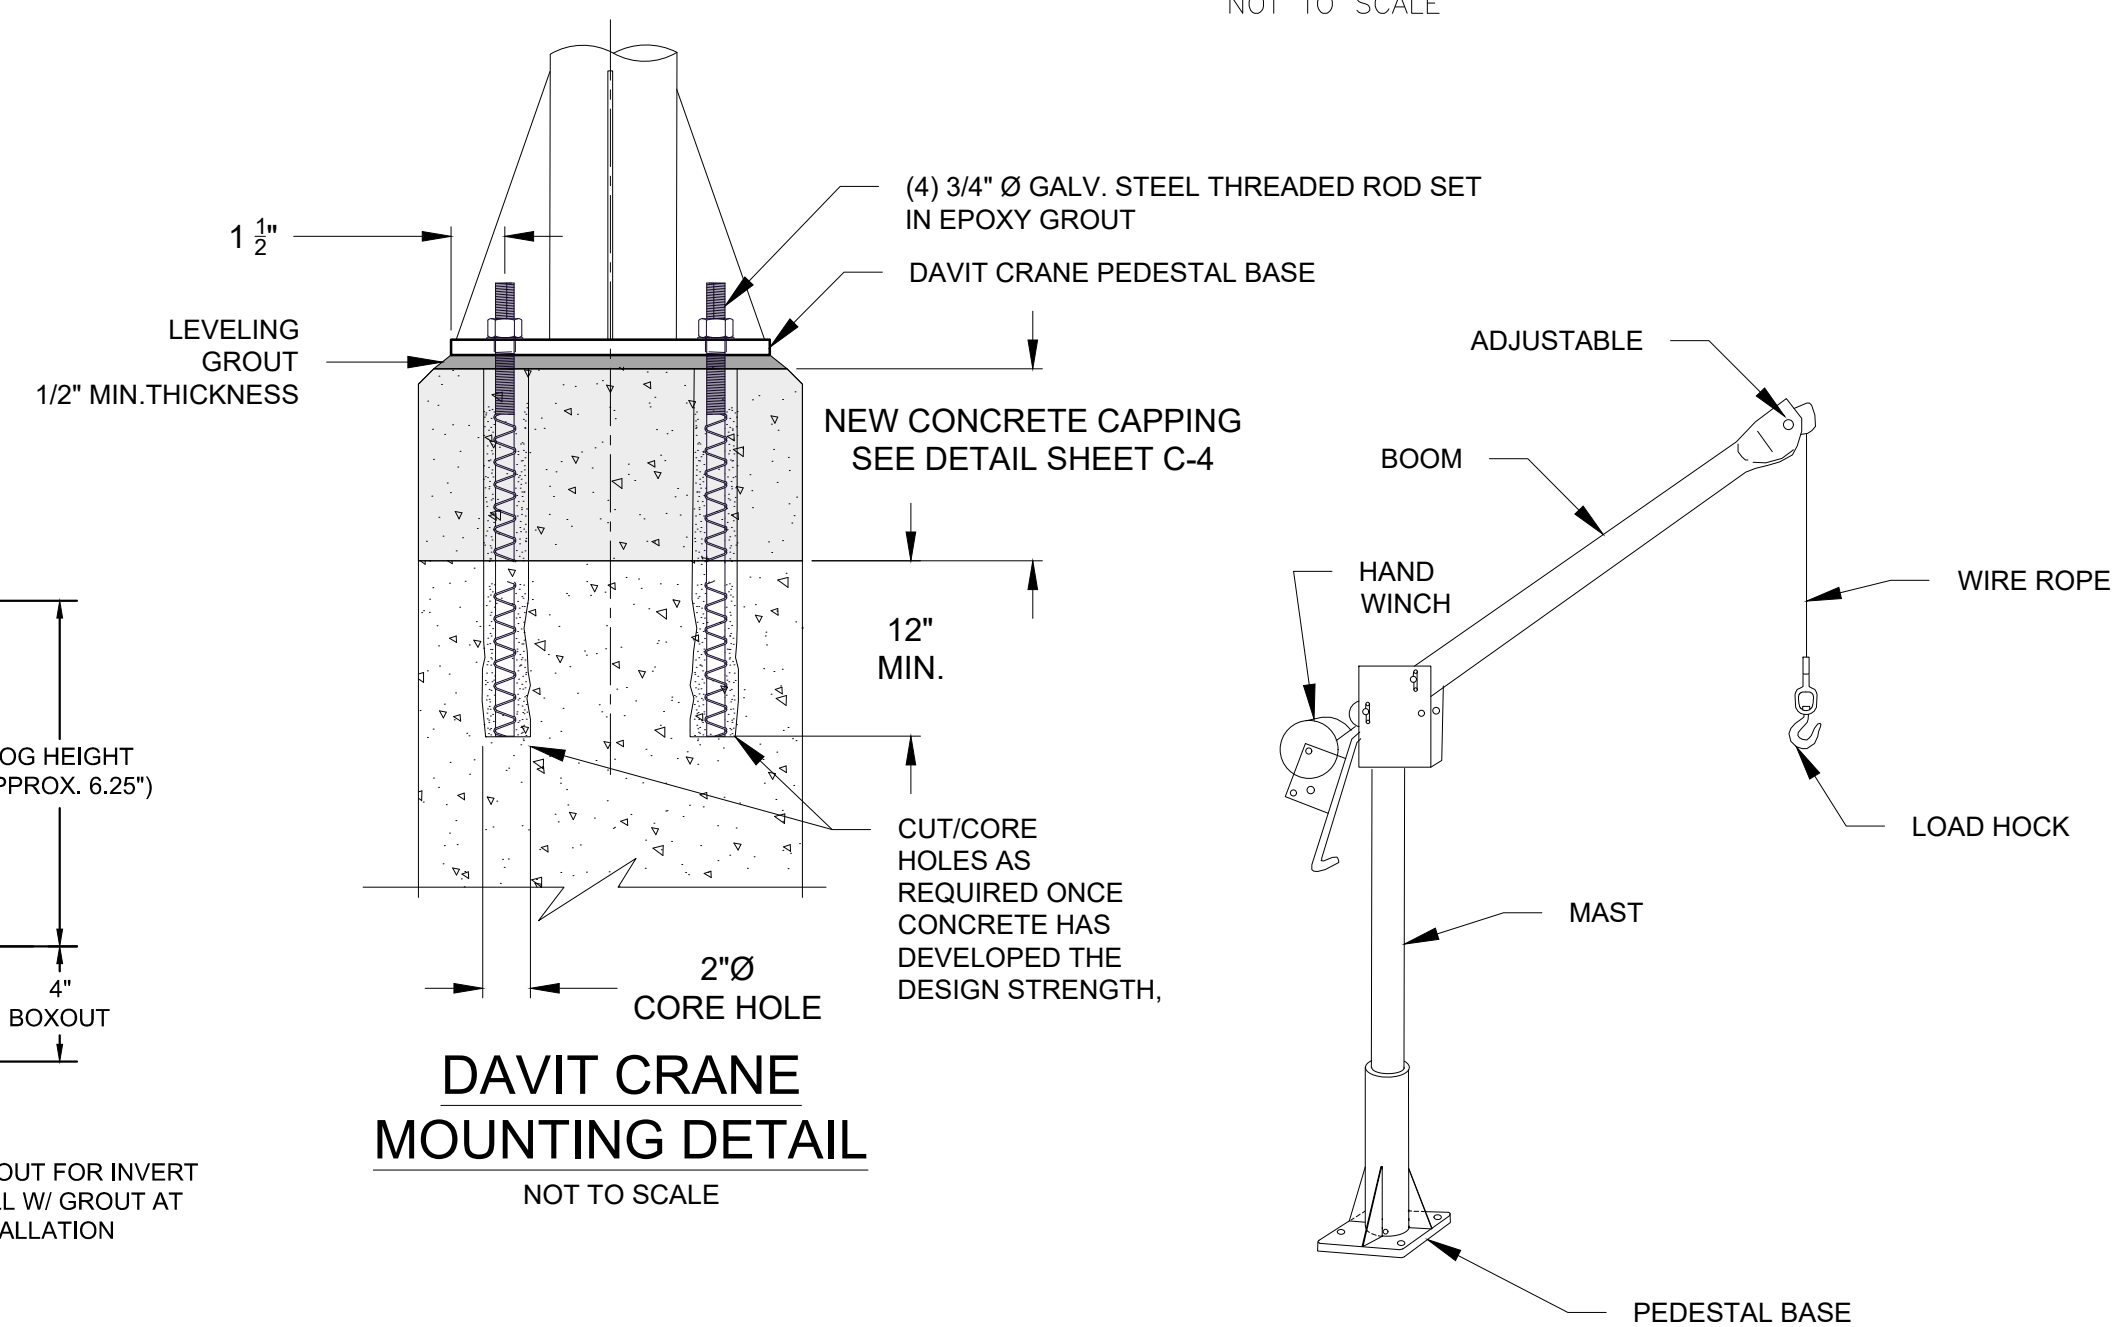 NOT TO SCALE
(4) 3/4" Ø GALV. STEEL THREADED ROD SET
IN EPOXY GROUT
1 1/2"
DAVIT CRANE PEDESTAL BASE
LEVELING
GROUT
1/2" MIN.THICKNESS
NEW CONCRETE CAPPING
SEE DETAIL SHEET C-4
12"
MIN.
CUT/CORE
HOLES AS
REQUIRED ONCE
CONCRETE HAS
DEVELOPED THE
DESIGN STRENGTH,
2"Ø
CORE HOLE
DAVIT CRANE
MOUNTING DETAIL
NOT TO SCALE
OG HEIGHT
PPROX. 6.25")
4"
BOXOUT
OUT FOR INVERT
LL W/ GROUT AT
ALLATION
ADJUSTABLE
BOOM
HAND
WINCH
WIRE ROPE
LOAD HOCK
MAST
PEDESTAL BASE